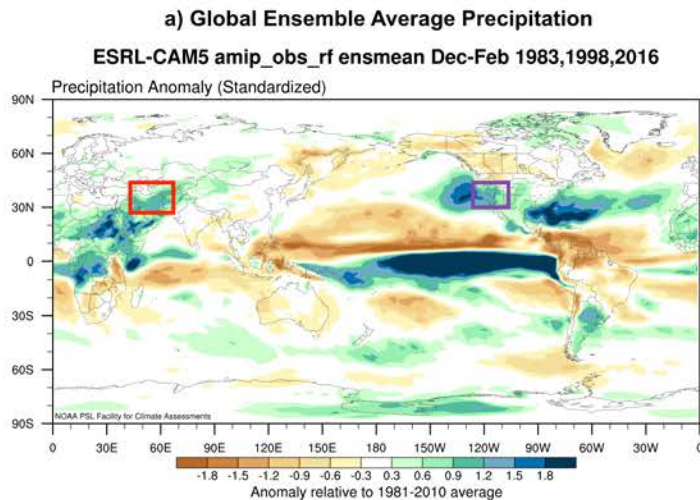 a) Global Ensemble Average Precipitation
ESRL-CAM5 amip_obs_rf ensmean Dec-Feb 1983,1998,2016
Precipitation Anomaly (Standardized)
90N
60N
30N
0
30S
60S
90S
NOAA PSL Facility for Climate Assessments
0 30E 60E 90E 120E 150E 180E 150W 120W 90W 60W 30W 0
-1.8 -1.5 -1.2 -0.9 -0.6 -0.3 0.3 0.6 0.9 1.2 1.5 1.8
Anomaly relative to 1981-2010 average